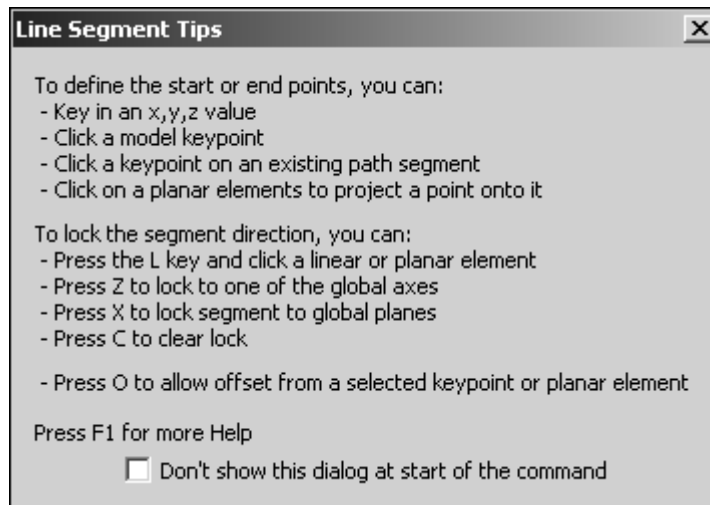 Line Segment Tips
To define the start or end points, you can:
- Key in an x,y,z value
- Click a model keypoint
- Click a keypoint on an existing path segment
- Click on a planar elements to project a point onto it
To lock the segment direction, you can:
- Press the L key and click a linear or planar element
- Press Z to lock to one of the global axes
- Press X to lock segment to global planes
- Press C to clear lock
- Press O to allow offset from a selected keypoint or planar element
Press F1 for more Help
Don't show this dialog at start of the command